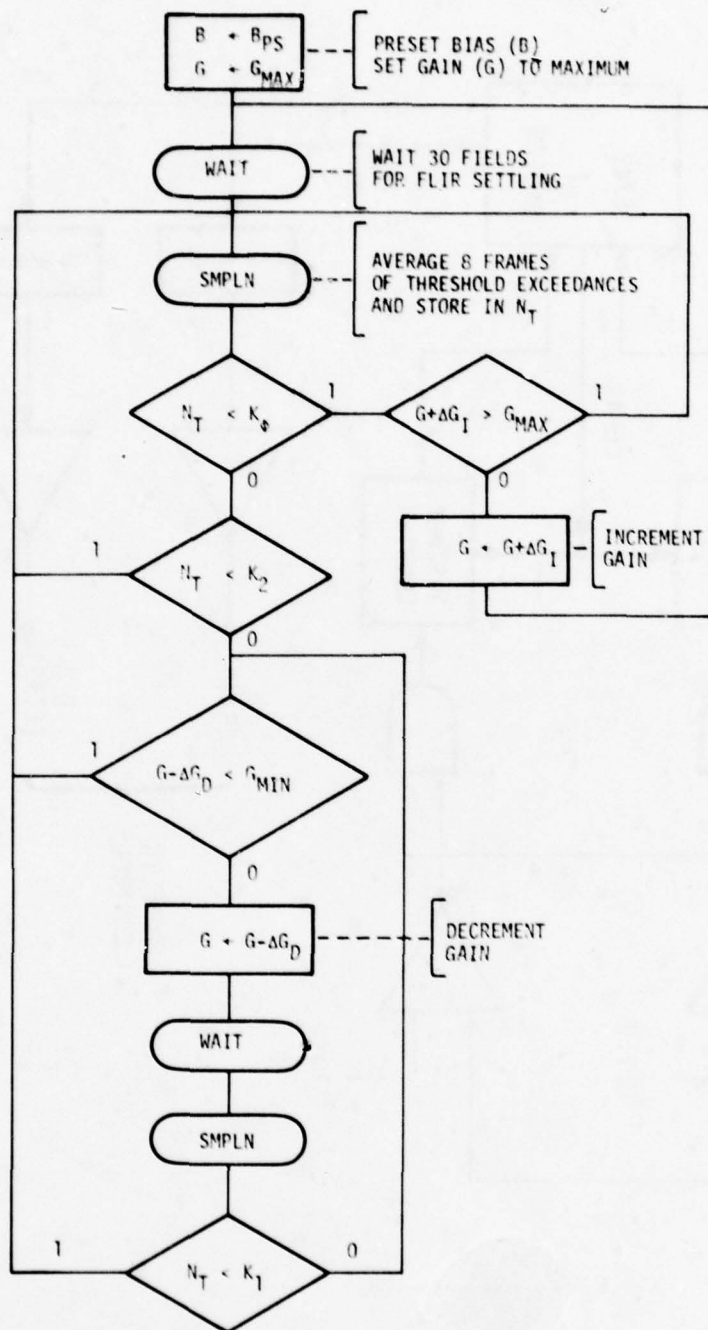 B ← B_PS
G ← G_MAX
PRESET BIAS (B)
SET GAIN (G) TO MAXIMUM
WAIT
WAIT 30 FIELDS
FOR FLIR SETTLING
SMPLN
AVERAGE 8 FRAMES
OF THRESHOLD EXCEEDANCES
AND STORE IN N_T
N_T < K_ϕ
1
G+ΔG_I > G_MAX
1
0
0
G ← G+ΔG_I
INCREMENT
GAIN
1
N_T < K_2
0
1
G-ΔG_D < G_MIN
0
G ← G-ΔG_D
DECREMENT
GAIN
WAIT
SMPLN
1
N_T < K_1
0